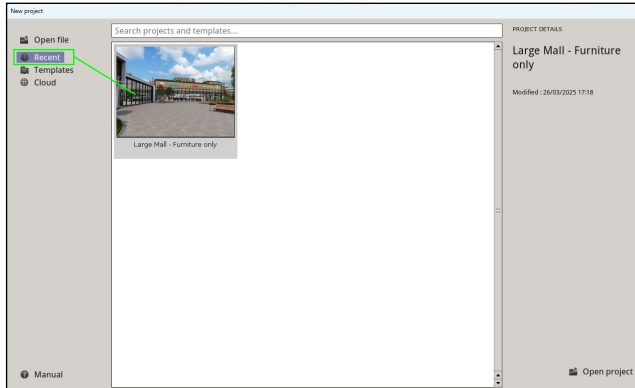 New project
Open file
Recent
Templates
Cloud
Manual
Search projects and templates...
Large Mall - Furniture only
PROJECT DETAILS
Large Mall - Furniture
only
Modified : 26/03/2025 17:18
Open project